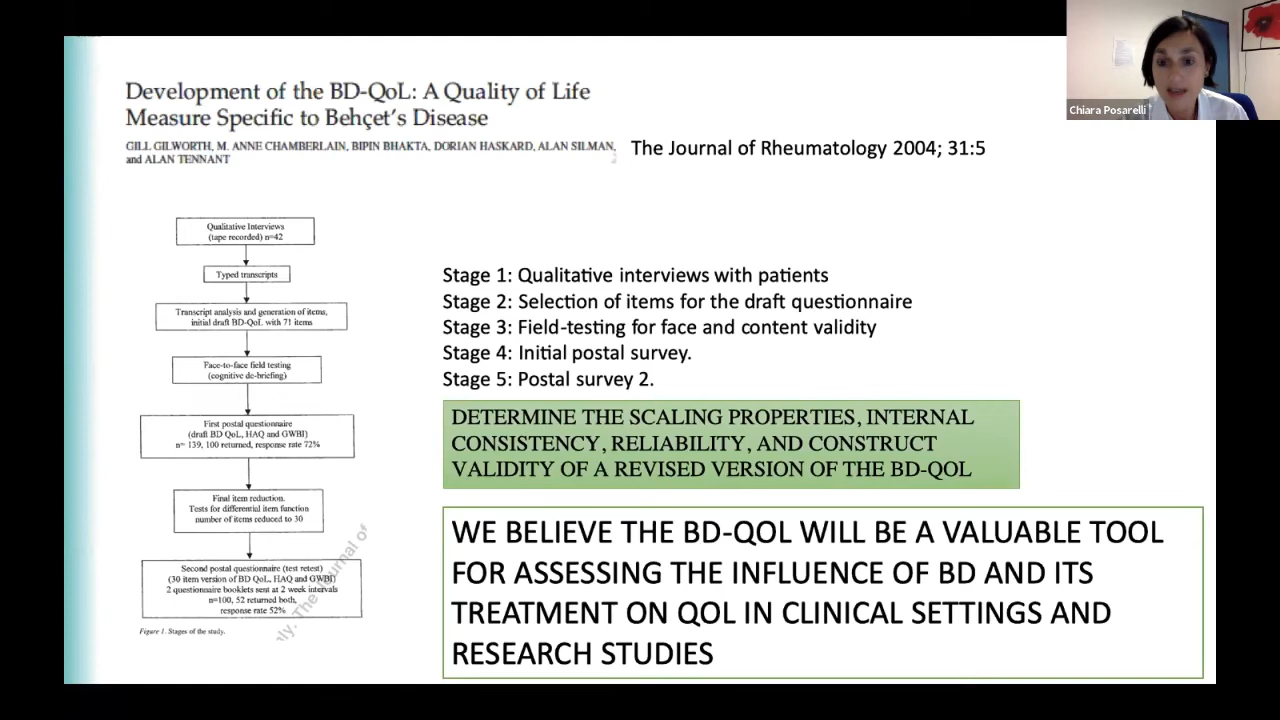 Development of the BD-QoL: A Quality of Life
Measure Specific to Behçet's Disease
GILL GILWORTH, M. ANNE CHAMBERLAIN, BIPIN BHAKTA, DORIAN HASKARD, ALAN SILMAN,
and ALAN TENNANT
The Journal of Rheumatology 2004; 31:5
Chiara Posarelli
Qualitative Interviews
(tape recorded) n=42
Typed transcripts
Transcript analysis and generation of items,
initial draft BD-QoL with 71 items
Face-to-face field testing
(cognitive de-briefing)
First postal questionnaire
(draft BD QoL, HAQ and GWBI)
n= 139, 100 returned, response rate 72%
Final item reduction.
Tests for differential item function
number of items reduced to 30
Second postal questionnaire (test retest)
(30 item version of BD QoL, HAQ and GWBI)
2 questionnaire booklets sent at 2 week intervals
n=100, 52 returned both,
response rate 52%
Figure 1. Stages of the study.
ly. The Journal of
Stage 1: Qualitative interviews with patients
Stage 2: Selection of items for the draft questionnaire
Stage 3: Field-testing for face and content validity
Stage 4: Initial postal survey.
Stage 5: Postal survey 2.
DETERMINE THE SCALING PROPERTIES, INTERNAL
CONSISTENCY, RELIABILITY, AND CONSTRUCT
VALIDITY OF A REVISED VERSION OF THE BD-QOL
WE BELIEVE THE BD-QOL WILL BE A VALUABLE TOOL
FOR ASSESSING THE INFLUENCE OF BD AND ITS
TREATMENT ON QOL IN CLINICAL SETTINGS AND
RESEARCH STUDIES